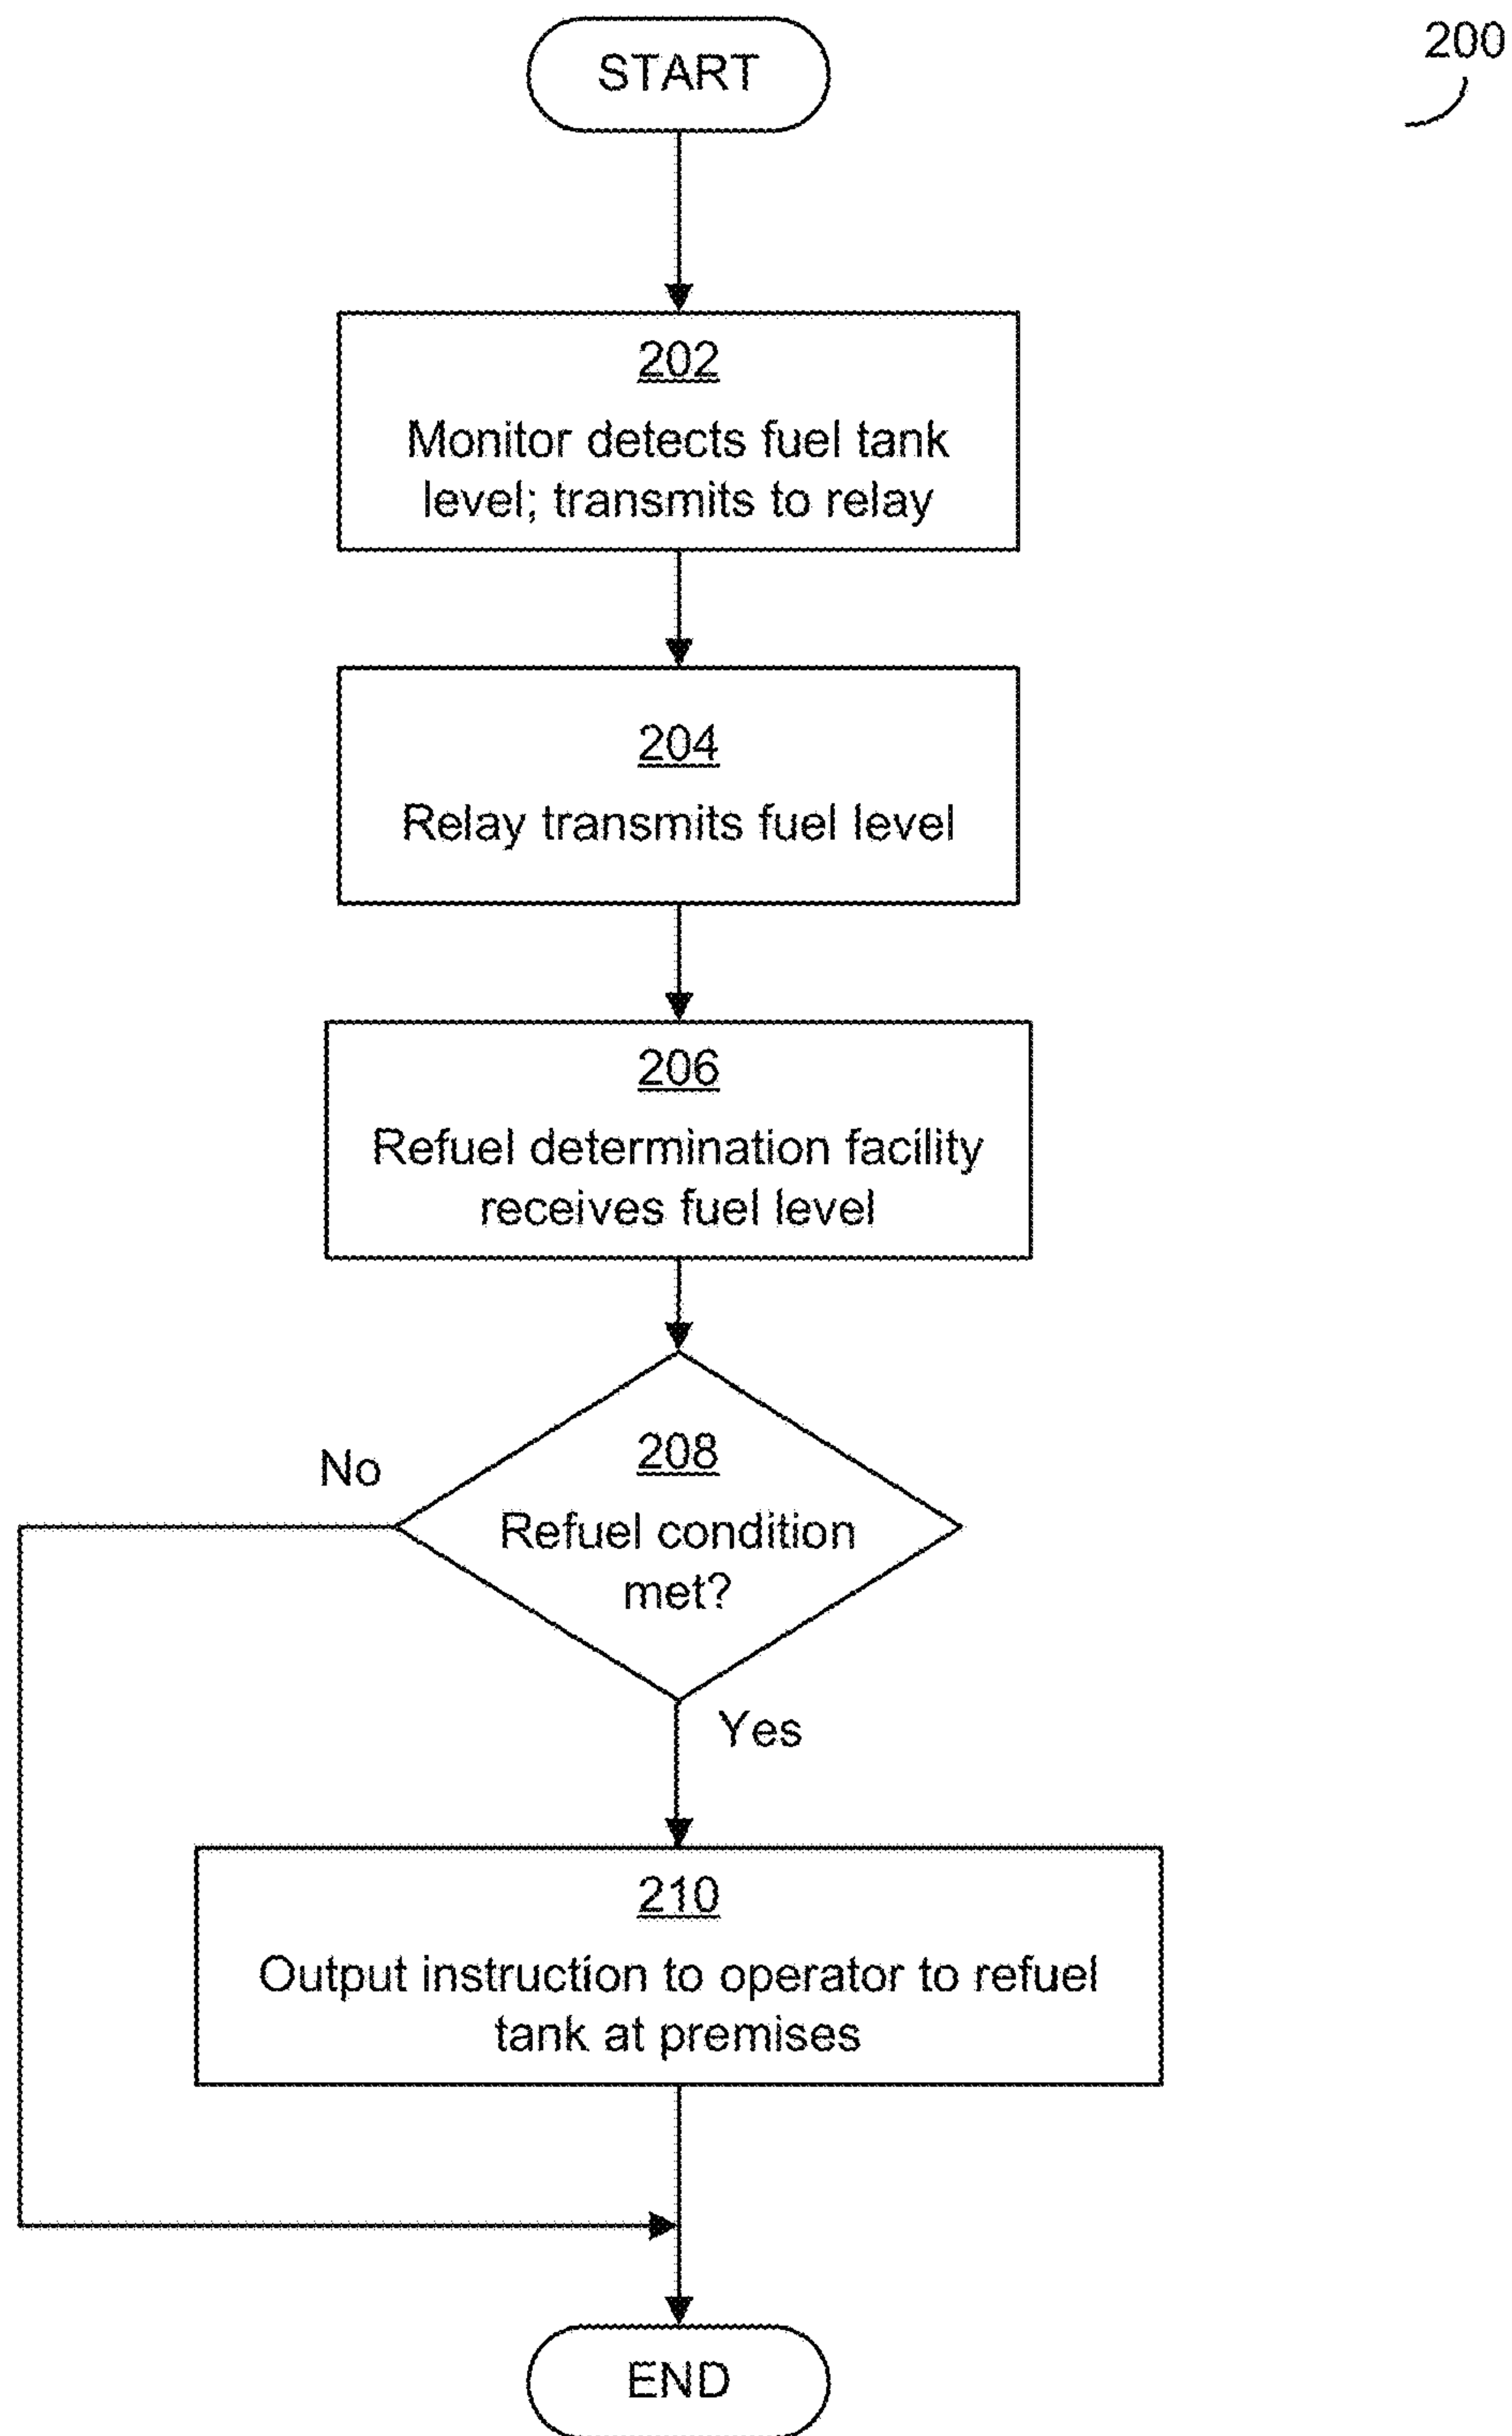 START
200
202
Monitor detects fuel tank
level; transmits to relay
204
Relay transmits fuel level
206
Refuel determination facility
receives fuel level
No
208
Refuel condition
met?
Yes
210
Output instruction to operator to refuel
tank at premises
END